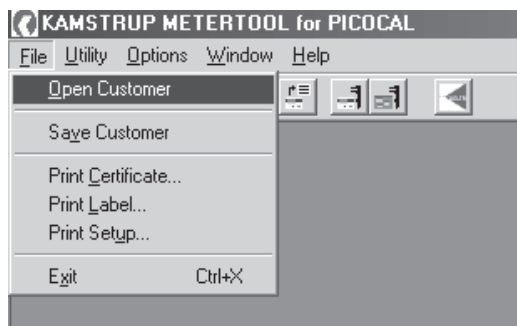 KAMSTRUP METERTOOL for PICOCAL
File Utility Options Window Help
Open Customer
Save Customer
Print Certificate...
Print Label...
Print Setup...
Exit Ctrl+X